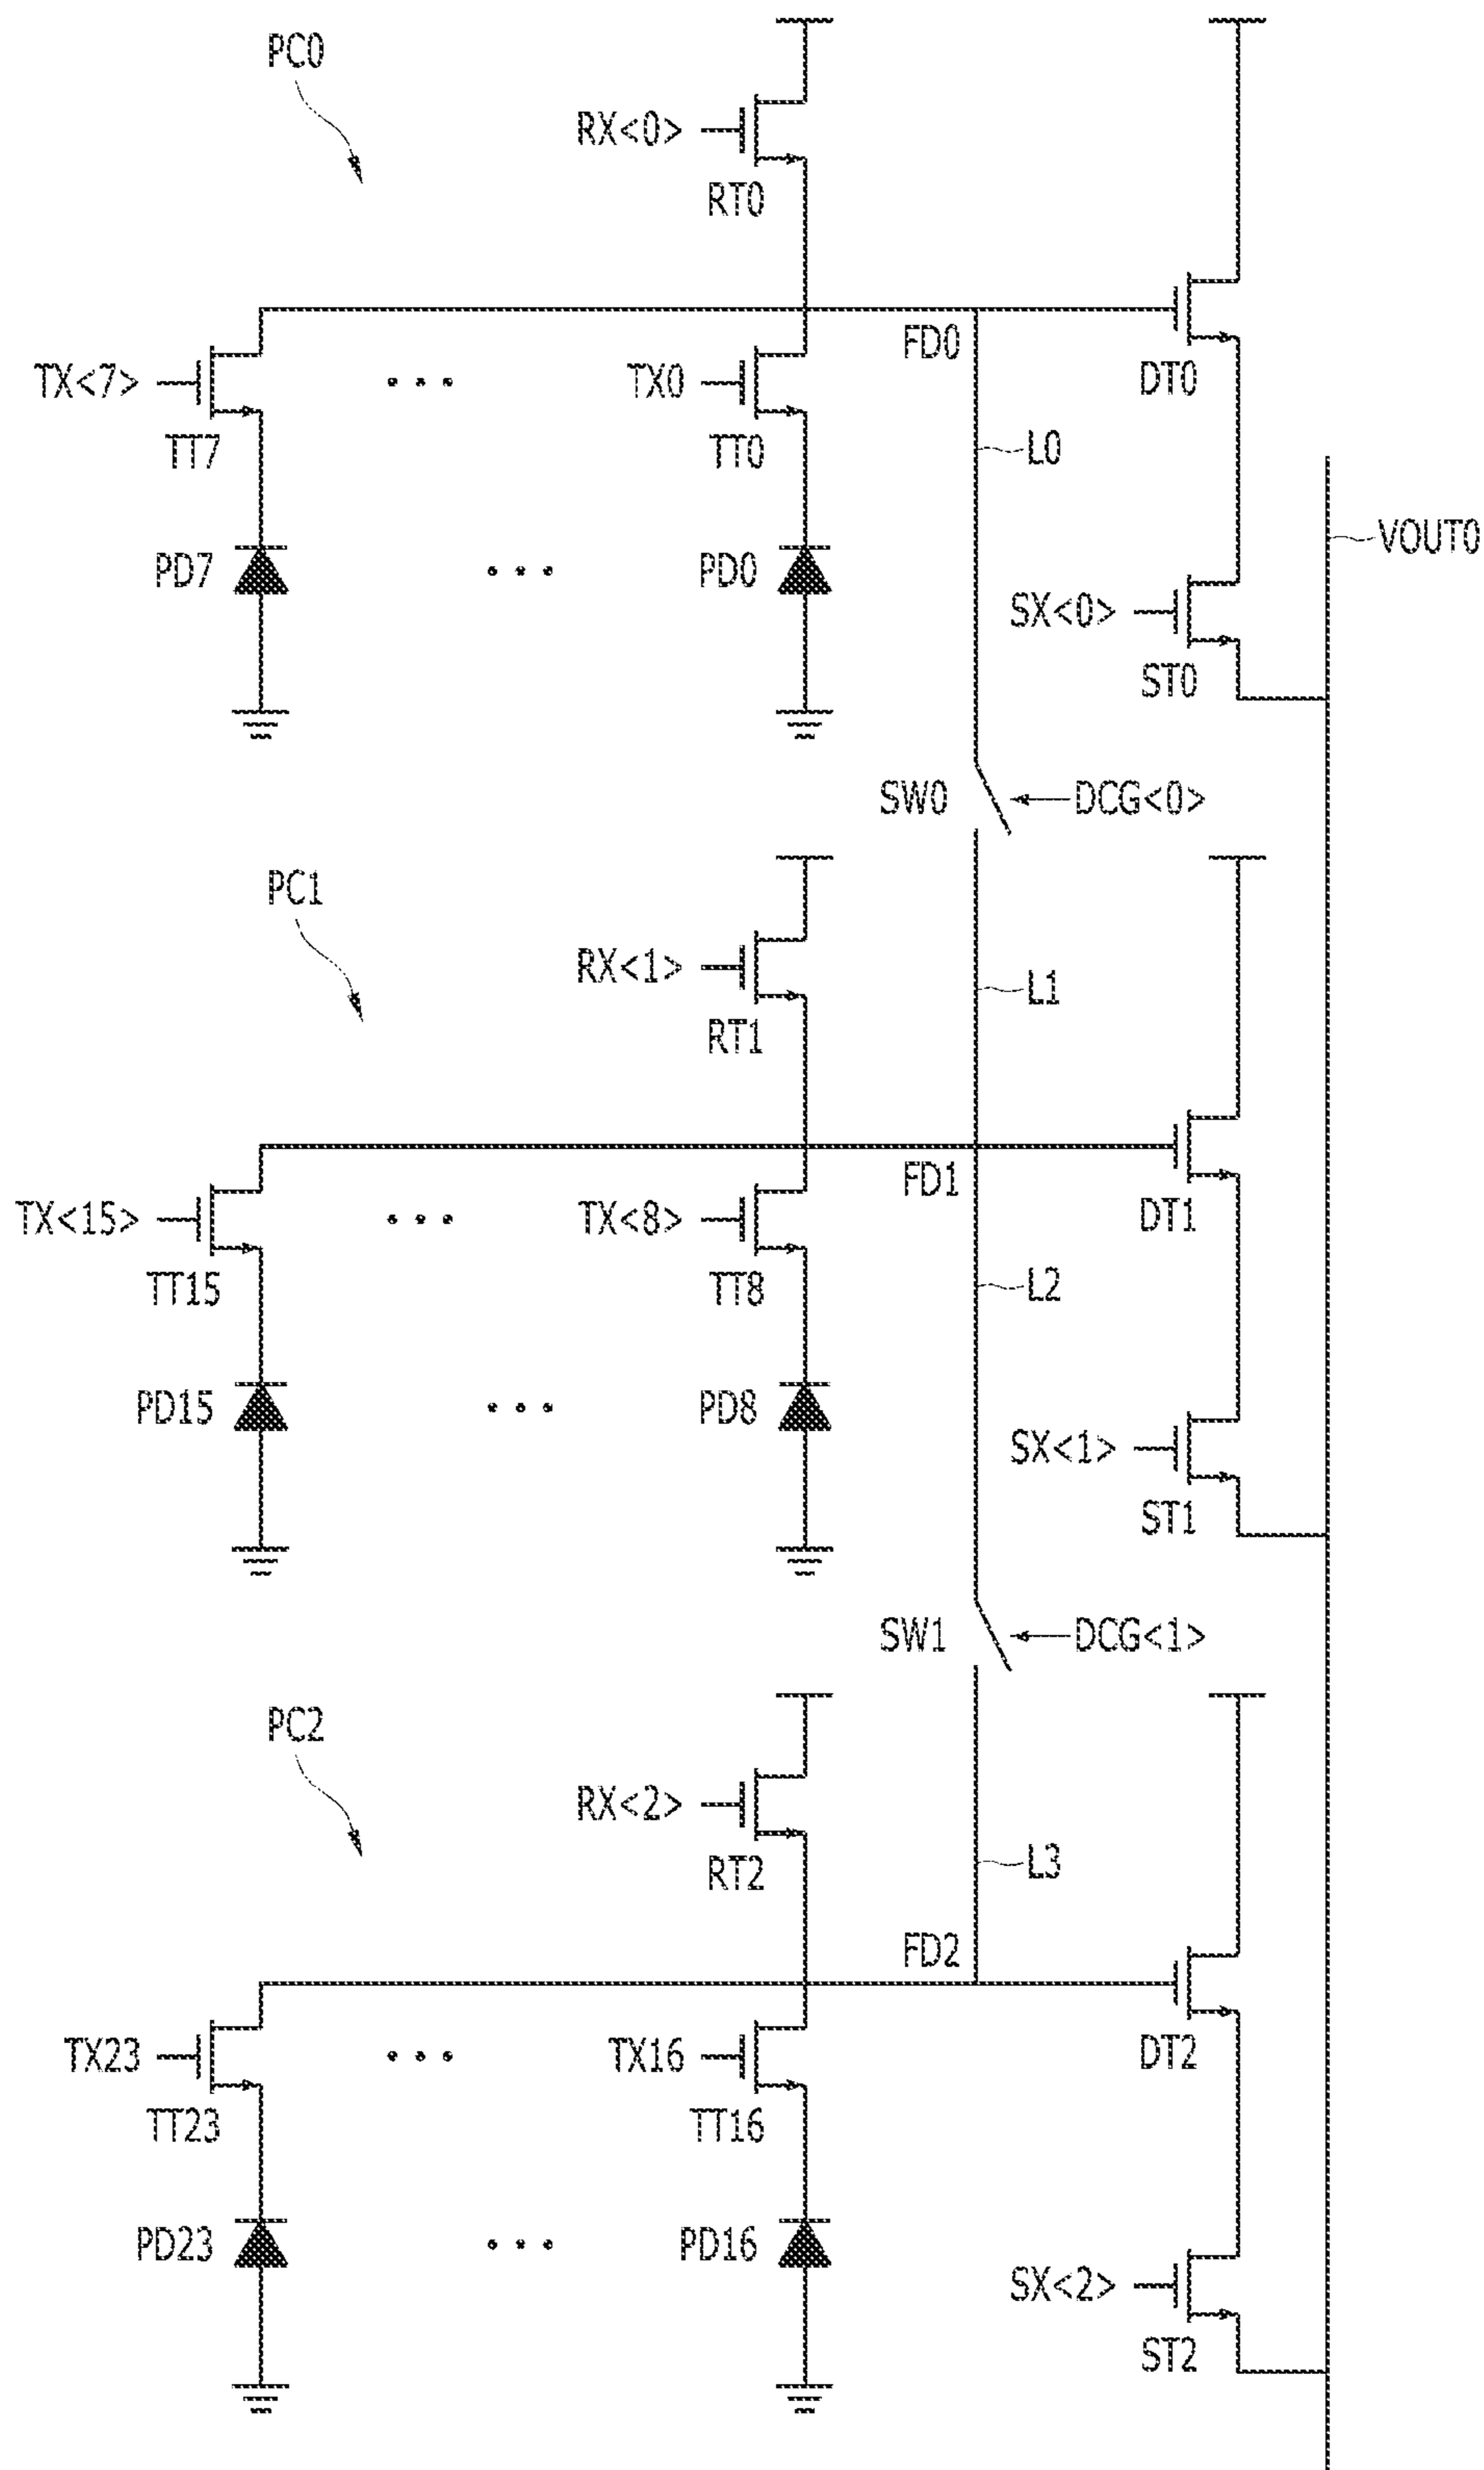 PC0
RX<0>
RT0
FD0
DT0
TX<7>
TX0
TT7
TT0
L0
VOUT0
PD7
PD0
SX<0>
ST0
SW0
DCG<0>
PC1
RX<1>
L1
RT1
FD1
DT1
TX<15>
TX<8>
TT15
TT8
L2
PD15
PD8
SX<1>
ST1
SW1
DCG<1>
PC2
RX<2>
RT2
L3
FD2
DT2
TX23
TX16
TT23
TT16
PD23
PD16
SX<2>
ST2